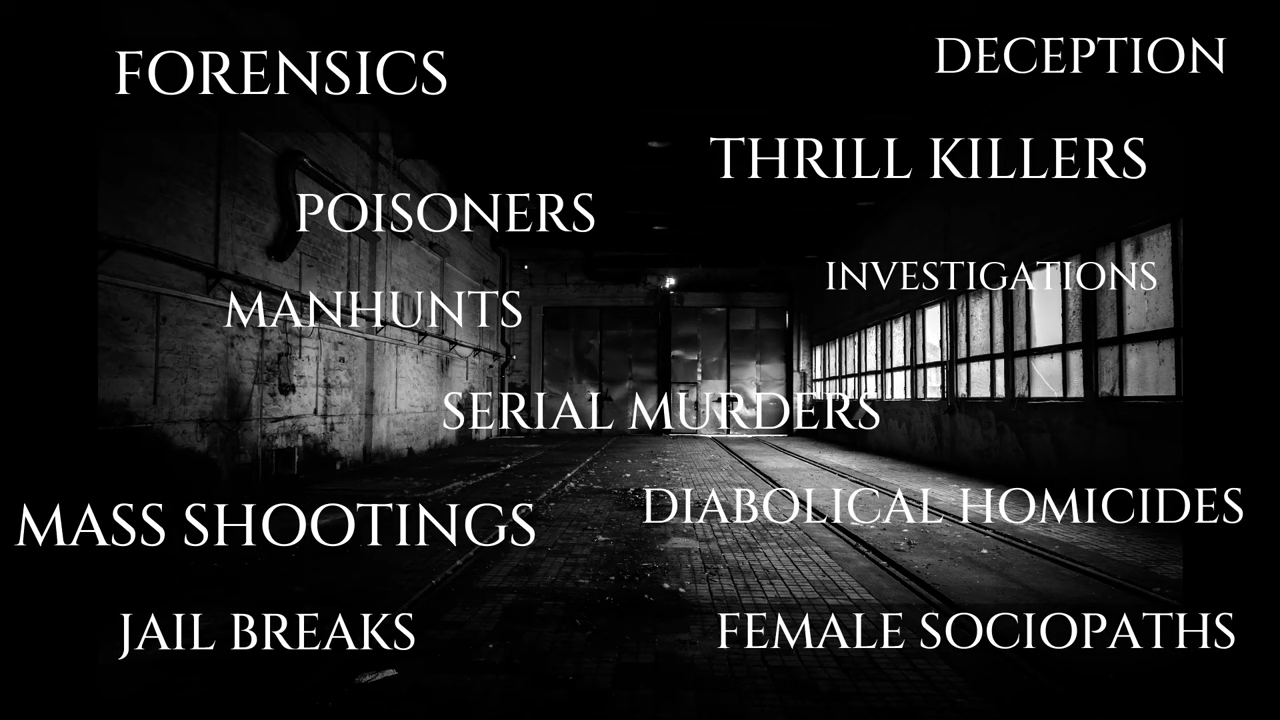 FORENSICS
DECEPTION
THRILL KILLERS
POISONERS
INVESTIGATIONS
MANHUNTS
SERIAL MURDERS
DIABOLICAL HOMICIDES
MASS SHOOTINGS
JAIL BREAKS
FEMALE SOCIOPATHS